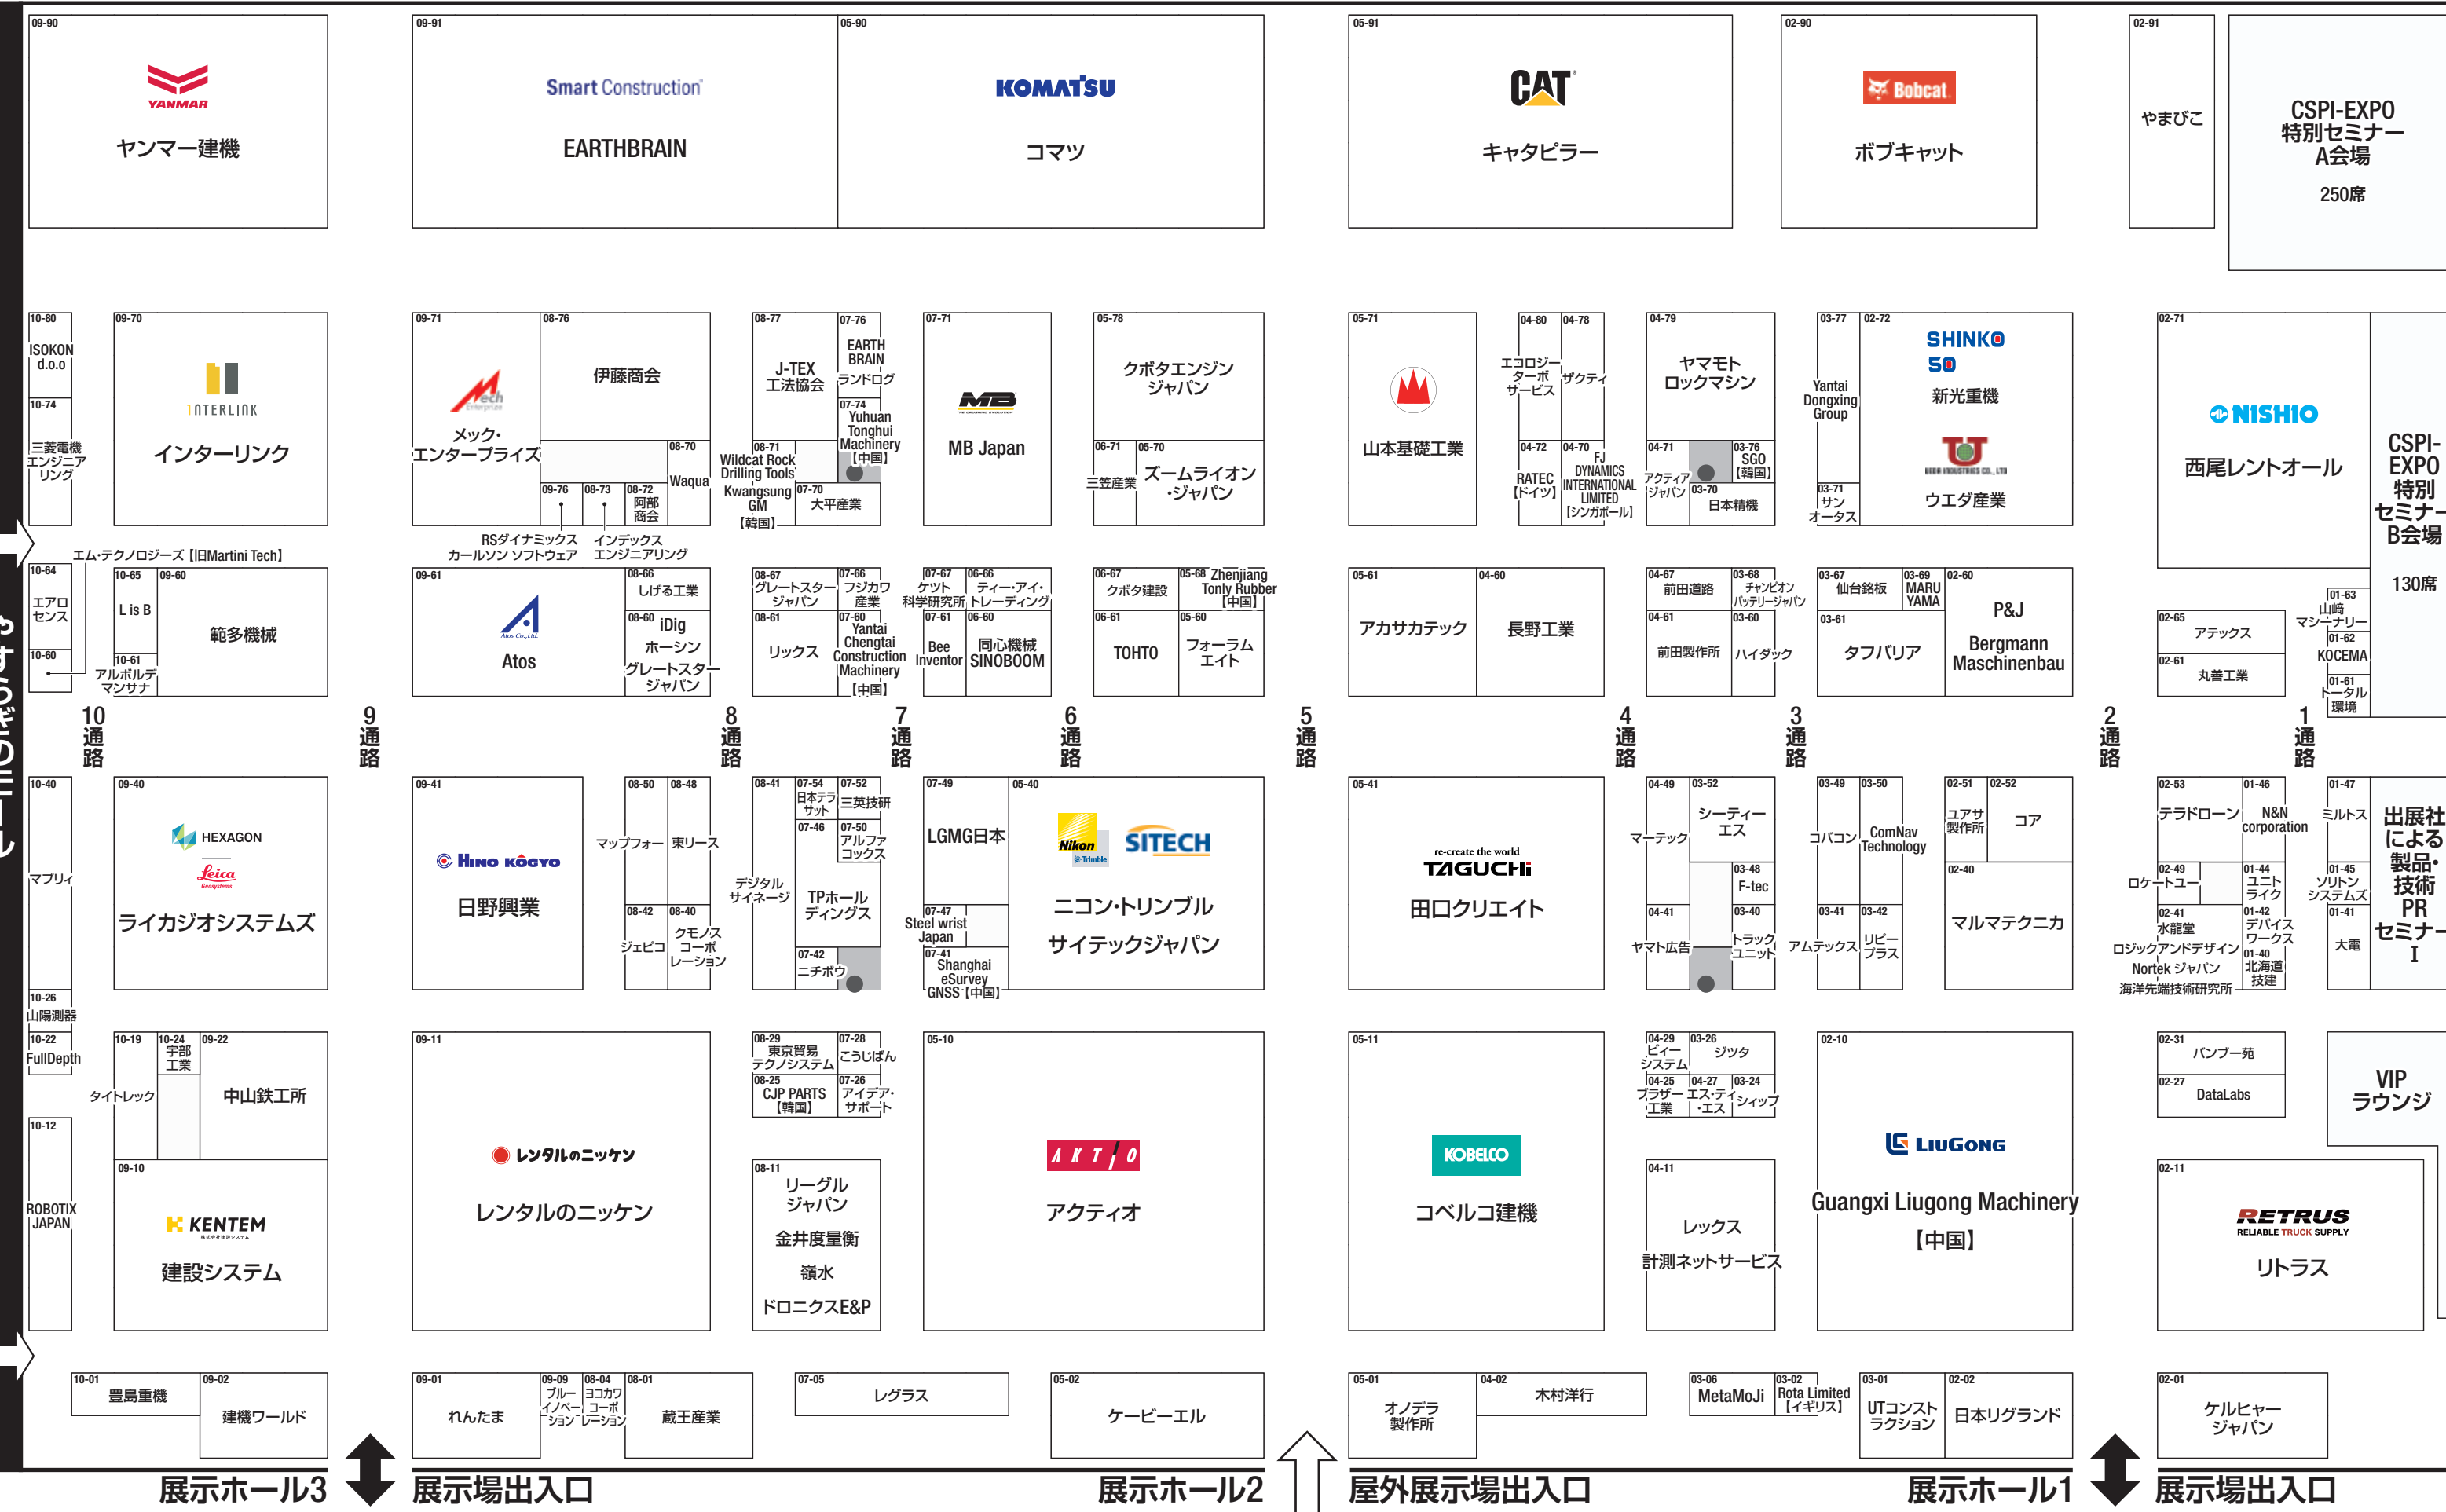 09-90
YANMAR
ヤンマー建機
09-91
Smart Construction
EARTHBRAIN
05-90
KOMATSU
コマツ
05-91
CAT
キャタピラー
02-90
Bobcat
ボブキャット
02-91
やまびこ
CSPI-EXPO
特別セミナー
A会場
250席
10-80
ISOKON
d.o.o
10-74
三菱電機
エンジニア
リング
09-70
INTERLINK
インターリンク
09-71
Mech
Enterprize
メック・
エンタープライズ
08-76
伊藤商会
08-70
Waqua
09-76
08-73
08-72
阿部
商会
RSダイナミックス
カールソン ソフトウェア
インデックス
エンジニアリング
08-77
J-TEX
工法協会
07-76
EARTH
BRAIN
ランドログ
07-74
Yuhuan
Tonghui
Machinery
【中国】
08-71
Wildcat Rock
Drilling Tools
Kwangsung
GM
【韓国】
07-70
大平産業
07-71
MB
MB Japan
05-78
クボタエンジン
ジャパン
06-71
三笠産業
05-70
ズームライオン
・ジャパン
05-71
山本基礎工業
04-80
エコロジー
ターボ
サービス
04-78
ザクティ
04-72
RATEC
【ドイツ】
04-70
FJ
DYNAMICS
INTERNATIONAL
LIMITED
【シンガポール】
04-79
ヤマモト
ロックマシン
04-71
アクティア
ジャパン
03-76
SGO
【韓国】
03-70
日本精機
03-77
Yantai
Dongxing
Group
03-71
サン
オータス
02-72
SHINKO
50
新光重機
UEDA INDUSTRIES CO., LTD
ウエダ産業
02-71
NISHIO
西尾レントオール
CSPI-
EXPO
特別
セミナー
B会場
130席
エム・テクノロジーズ【旧Martini Tech】
10-64
エアロ
センス
10-60
10-65
L is B
10-61
アルボルデ
マンサナ
09-60
範多機械
09-61
Atos Co.,Ltd.
Atos
08-66
しげる工業
08-60
iDig
ホーシン
グレートスター
ジャパン
08-67
グレートスター
ジャパン
07-66
フジカワ
産業
08-61
リックス
07-60
Yantai
Chengtai
Construction
Machinery
【中国】
07-67
ケツト
科学研究所
06-66
ティー・アイ・
トレーディング
07-61
Bee
Inventor
06-60
同心機械
SINOBOOM
06-67
クボタ建設
05-68
Zhenjiang
Tonly Rubber
【中国】
06-61
TOHTO
05-60
フォーラム
エイト
05-61
アカサカテック
04-60
長野工業
04-67
前田道路
03-68
チャンピオン
バッテリージャパン
04-61
前田製作所
03-60
ハイダック
03-67
仙台銘板
03-69
MARU
YAMA
03-61
タフバリア
02-60
P&J
Bergmann
Maschinenbau
02-65
アテックス
02-61
丸善工業
01-63
山﨑
マシーナリー
01-62
KOCEMA
01-61
トータル
環境
10通路
9通路
8通路
7通路
6通路
5通路
4通路
3通路
2通路
1通路
10-40
マプリィ
10-26
山陽測器
10-22
FullDepth
09-40
HEXAGON
Leica
Geosystems
ライカジオシステムズ
09-41
HINO KOGYO
日野興業
08-50
マップフォー
08-48
東リース
08-42
ジェピコ
08-40
クモノス
コーポ
レーション
08-41
デジタル
サイネージ
07-54
日本テラ
サット
07-52
三英技研
07-46
TPホール
ディングス
07-50
アルファ
コックス
07-42
ニチボウ
07-49
LGMG日本
07-47
Steel wrist
Japan
07-41
Shanghai
eSurvey
GNSS【中国】
05-40
Nikon
Trimble
SITECH
ニコン・トリンブル
サイテックジャパン
05-41
re-create the world
TAGUCHI
田口クリエイト
04-49
マーテック
03-52
シーティー
エス
03-48
F-tec
04-41
ヤマト広告
03-40
トラック
ユニット
03-49
コバコン
03-50
ComNav
Technology
03-41
アムテックス
03-42
リピー
プラス
02-51
ユアサ
製作所
02-52
コア
02-40
マルマテクニカ
02-53
テラドローン
01-46
N&N
corporation
02-49
ロケートユー
01-44
ユニト
ライク
02-41
水龍堂
ロジックアンドデザイン
Nortek ジャパン
海洋先端技術研究所
01-42
デバイス
ワークス
01-40
北海道
技建
01-47
ミルトス
01-45
ソリトン
システムズ
01-41
大電
出展社
による
製品・
技術
PR
セミナー
I
10-19
タイトレック
10-24
宇部
工業
09-22
中山鉄工所
10-12
ROBOTIX
JAPAN
09-10
KENTEM
株式会社建設システム
建設システム
09-11
レンタルのニッケン
レンタルのニッケン
08-29
東京貿易
テクノシステム
07-28
こうじばん
08-25
CJP PARTS
【韓国】
07-26
アイデア・
サポート
08-11
リーグル
ジャパン
金井度量衡
嶺水
ドロニクスE&P
05-10
AKTIO
アクティオ
05-11
KOBELCO
コベルコ建機
04-29
ビィー
システム
03-26
ジツタ
04-25
ブラザー
工業
04-27
エス・ティ
・エス
03-24
シィップ
04-11
レックス
計測ネットサービス
02-10
LIUGONG
Guangxi Liugong Machinery
【中国】
02-31
バンブー苑
02-27
DataLabs
VIP
ラウンジ
02-11
RETRUS
RELIABLE TRUCK SUPPLY
リトラス
10-01
豊島重機
09-02
建機ワールド
09-01
れんたま
09-09
ブルー
イノベー
ション
08-04
ヨコカワ
コーポ
レーション
08-01
蔵王産業
07-05
レグラス
05-02
ケービーエル
05-01
オノデラ
製作所
04-02
木村洋行
03-06
MetaMoJi
03-02
Rota Limited
【イギリス】
03-01
UTコンスト
ラクション
02-02
日本リグランド
02-01
ケルヒャー
ジャパン
展示ホール3
展示場出入口
展示ホール2
屋外展示場出入口
展示ホール1
展示場出入口